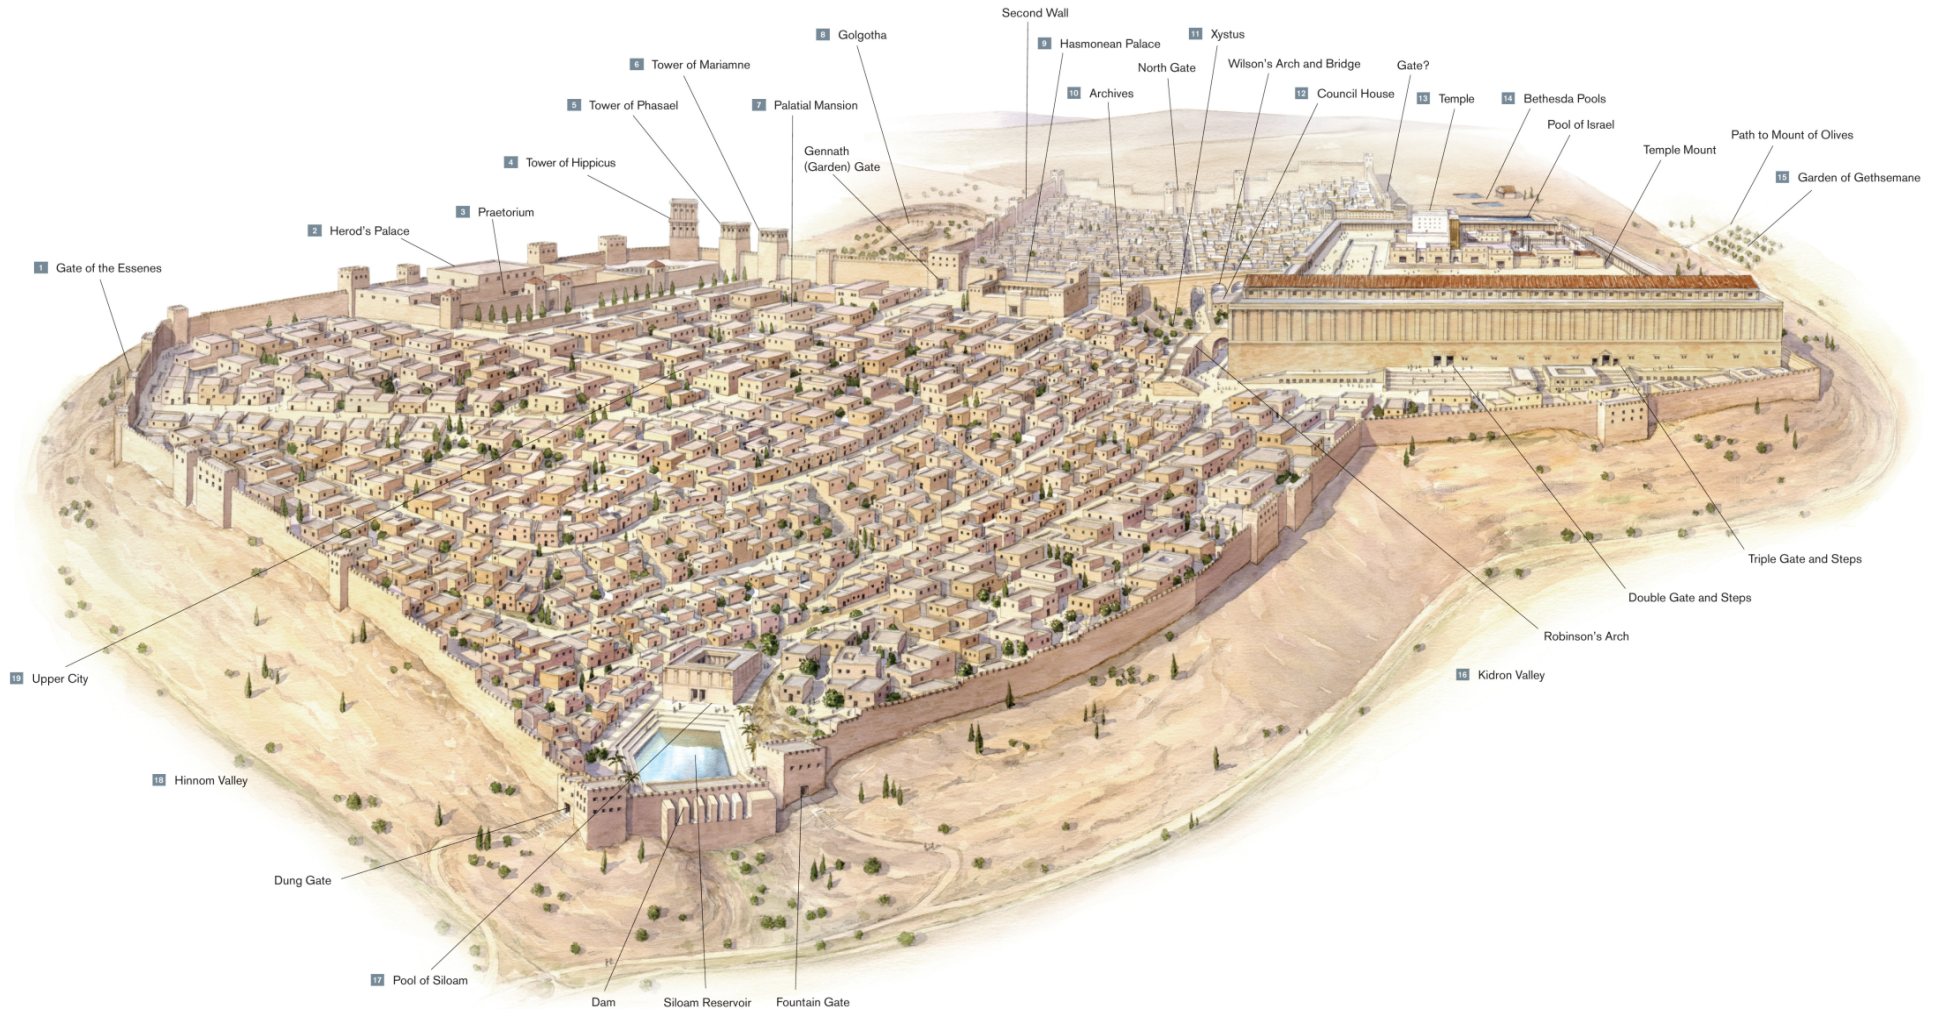 Second Wall
8 Golgotha
11 Xystus
9 Hasmonean Palace
6 Tower of Mariamne
North Gate
Wilson's Arch and Bridge
Gate?
5 Tower of Phasael
7 Palatial Mansion
10 Archives
12 Council House
13 Temple
14 Bethesda Pools
Pool of Israel
Path to Mount of Olives
4 Tower of Hippicus
Gennath
(Garden) Gate
Temple Mount
15 Garden of Gethsemane
3 Praetorium
2 Herod's Palace
1 Gate of the Essenes
Triple Gate and Steps
Double Gate and Steps
Robinson's Arch
19 Upper City
16 Kidron Valley
18 Hinnom Valley
Dung Gate
17 Pool of Siloam
Dam
Siloam Reservoir
Fountain Gate